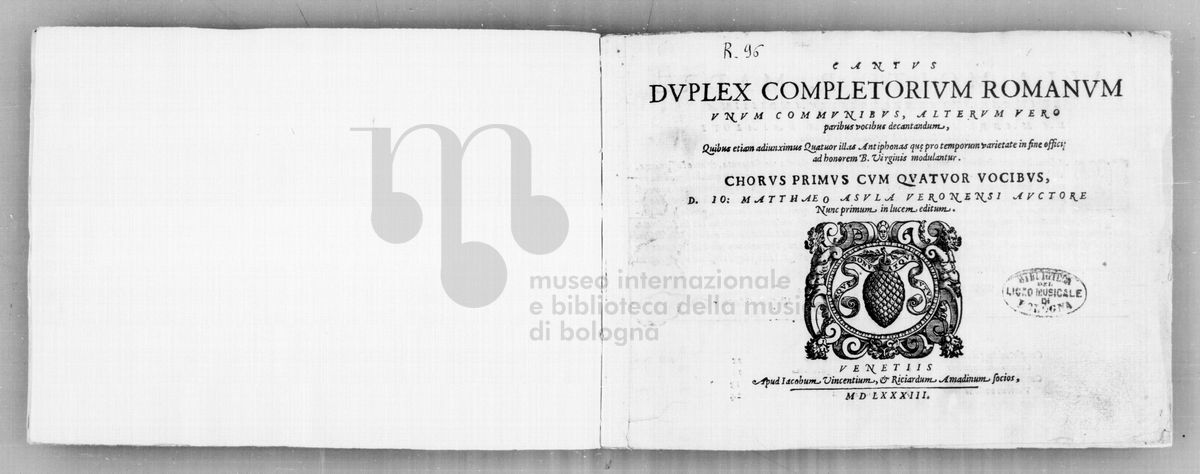 R. 96
CANTVS
DVPLEX COMPLETORIVM ROMANVM
VNVM COMMVNIBVS, ALTERVM VERO
paribus vocibus decantandum,
Quibus etiam adiunximus Quatuor illas Antiphonas quę pro temporum varietate in fine officij
ad honorem B. Virginis modulantur.
CHORVS PRIMVS CVM QVATVOR VOCIBVS,
D. IO: MATTHAEO ASVLA VERONENSI AVCTORE
Nunc primum in lucem editum.
BIBLIOTECA
DEL
LICEO MUSICALE
DI
BOLOGNA
VENETIIS
Apud Iacobum Vincentium, & Riciardum Amadinum socios,
MDLXXXIII.
museo internazionale
e biblioteca della musi
di bologna